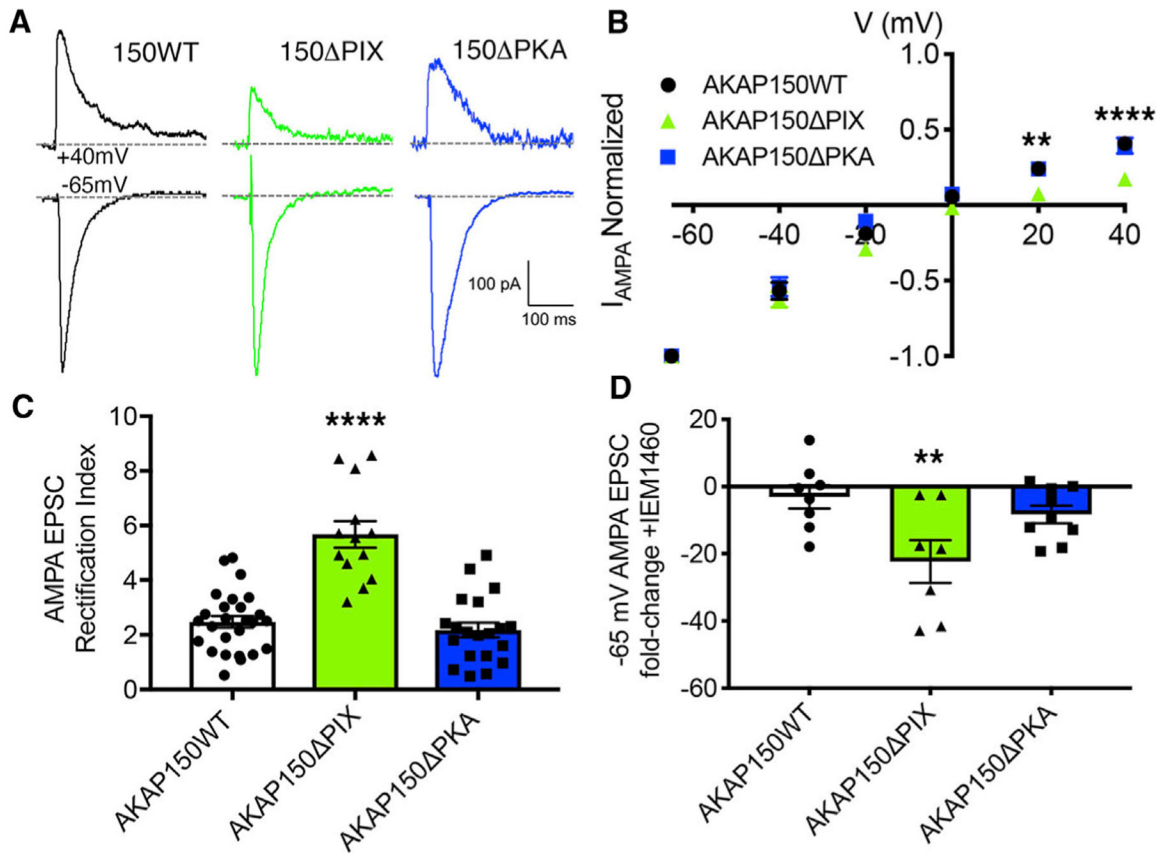 A
150WT
150ΔPIX
150ΔPKA
+40mV
-65mV
100 pA
100 ms
B
V (mV)
1.0
0.5
-0.5
-1.0
-60
-40
-20
20
40
I_AMPA Normalized
AKAP150WT
AKAP150ΔPIX
AKAP150ΔPKA
**
****
C
AMPA EPSC
Rectification Index
10
8
6
4
2
0
****
AKAP150WT
AKAP150ΔPIX
AKAP150ΔPKA
D
-65 mV AMPA EPSC
fold-change +IEM1460
20
0
-20
-40
-60
**
AKAP150WT
AKAP150ΔPIX
AKAP150ΔPKA